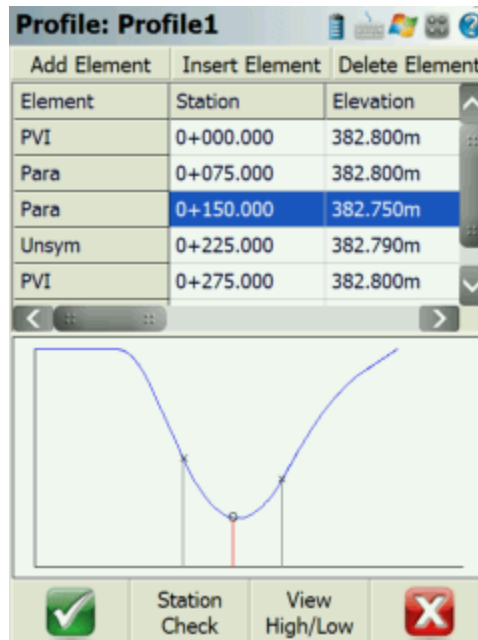 Profile: Profile1
Add Element Insert Element Delete Element
Element Station Elevation
PVI 0+000.000 382.800m
Para 0+075.000 382.800m
Para 0+150.000 382.750m
Unsym 0+225.000 382.790m
PVI 0+275.000 382.800m
Station Check View High/Low